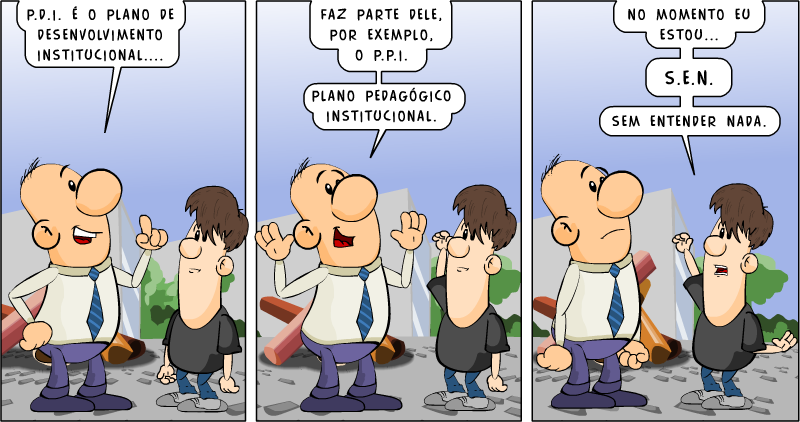 P.D.I. É O PLANO DE
DESENVOLVIMENTO
INSTITUCIONAL....
FAZ PARTE DELE,
POR EXEMPLO,
O P.P.I.
PLANO PEDAGÓGICO
INSTITUCIONAL.
NO MOMENTO EU
ESTOU...
S.E.N.
SEM ENTENDER NADA.